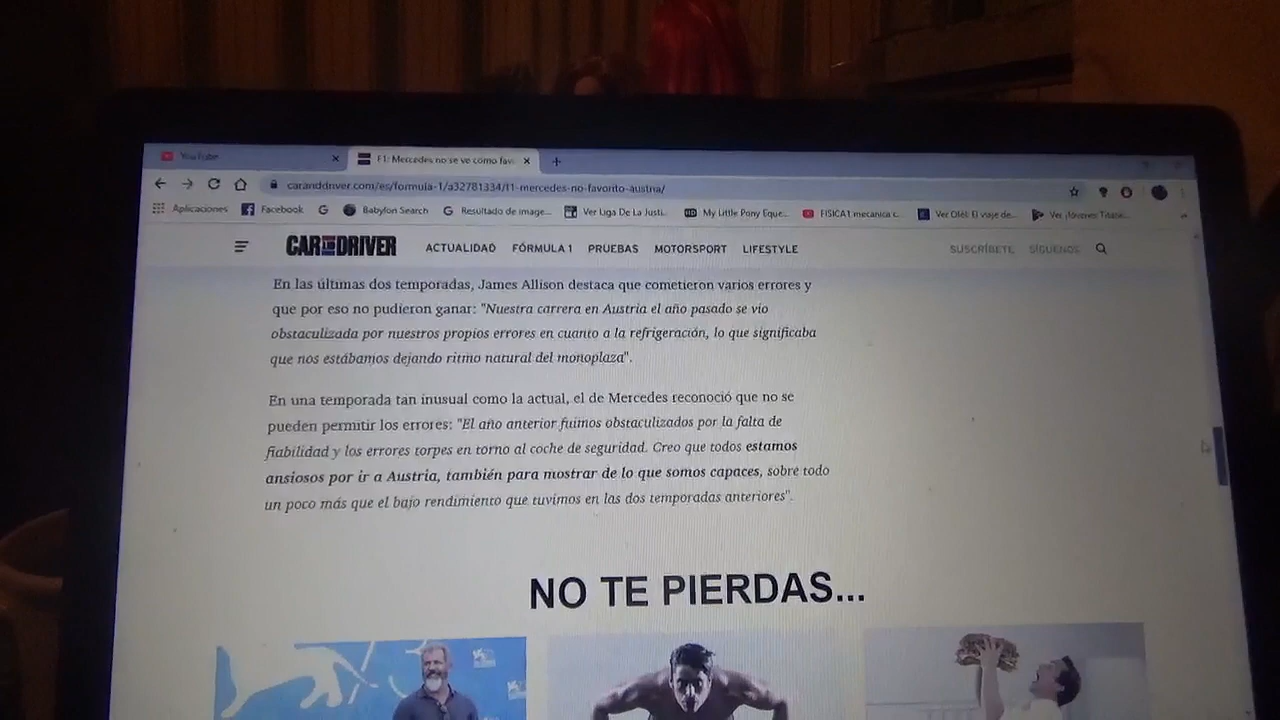 YouTube
F1: Mercedes no se ve como fav
caranddriver.com/es/formula-1/a32781334/f1-mercedes-no-favorito-austria/
Aplicaciones Facebook Babylon Search Resultado de image... Ver Liga De La Justi... My Little Pony Eque... FISICA1 mecanica c... Ver Olé! El viaje de... Ver ¡Jóvenes Titane...
CAR AND DRIVER ACTUALIDAD FÓRMULA 1 PRUEBAS MOTORSPORT LIFESTYLE SUSCRÍBETE SÍGUENOS
En las últimas dos temporadas, James Allison destaca que cometieron varios errores y
que por eso no pudieron ganar: "Nuestra carrera en Austria el año pasado se vio
obstaculizada por nuestros propios errores en cuanto a la refrigeración, lo que significaba
que nos estábamos dejando ritmo natural del monoplaza".
En una temporada tan inusual como la actual, el de Mercedes reconoció que no se
pueden permitir los errores: "El año anterior fuimos obstaculizados por la falta de
fiabilidad y los errores torpes en torno al coche de seguridad. Creo que todos estamos
ansiosos por ir a Austria, también para mostrar de lo que somos capaces, sobre todo
un poco más que el bajo rendimiento que tuvimos en las dos temporadas anteriores".
NO TE PIERDAS...